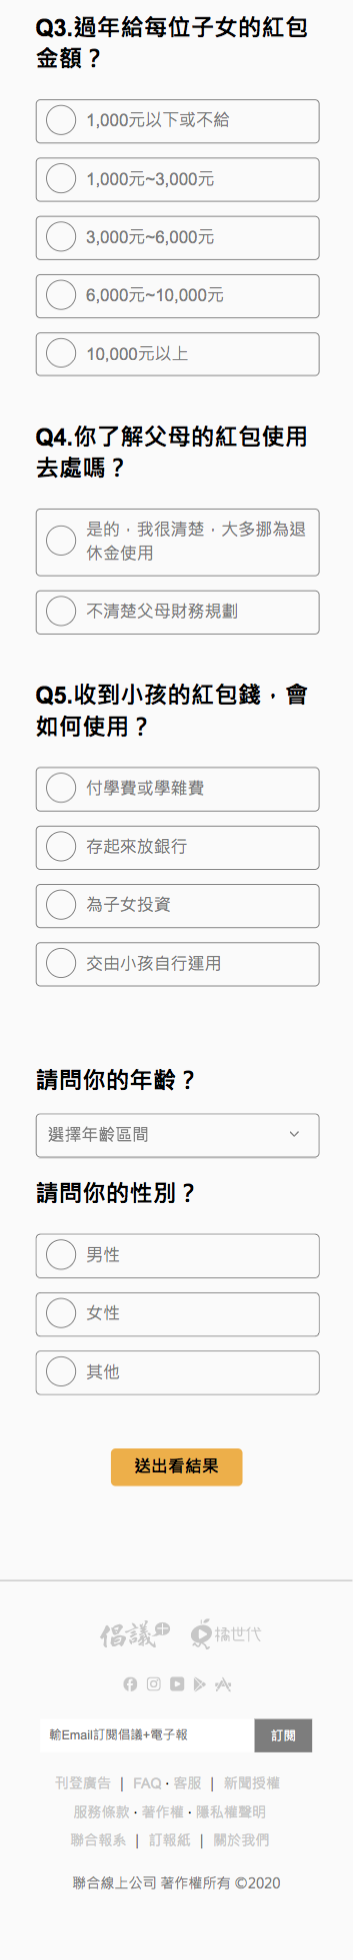 Q3.過年給每位子女的紅包
金額？
1,000元以下或不給
1,000元~3,000元
3,000元~6,000元
6,000元~10,000元
10,000元以上
Q4.你了解父母的紅包使用
去處嗎？
是的，我很清楚，大多挪為退
休金使用
不清楚父母財務規劃
Q5.收到小孩的紅包錢，會
如何使用？
付學費或學雜費
存起來放銀行
為子女投資
交由小孩自行運用
請問你的年齡？
選擇年齡區間
請問你的性別？
男性
女性
其他
送出看結果
倡議+ 橘世代
輸Email訂閱倡議+電子報 訂閱
刊登廣告 | FAQ · 客服 | 新聞授權
服務條款 · 著作權 · 隱私權聲明
聯合報系 | 訂報紙 | 關於我們
聯合線上公司 著作權所有 ©2020